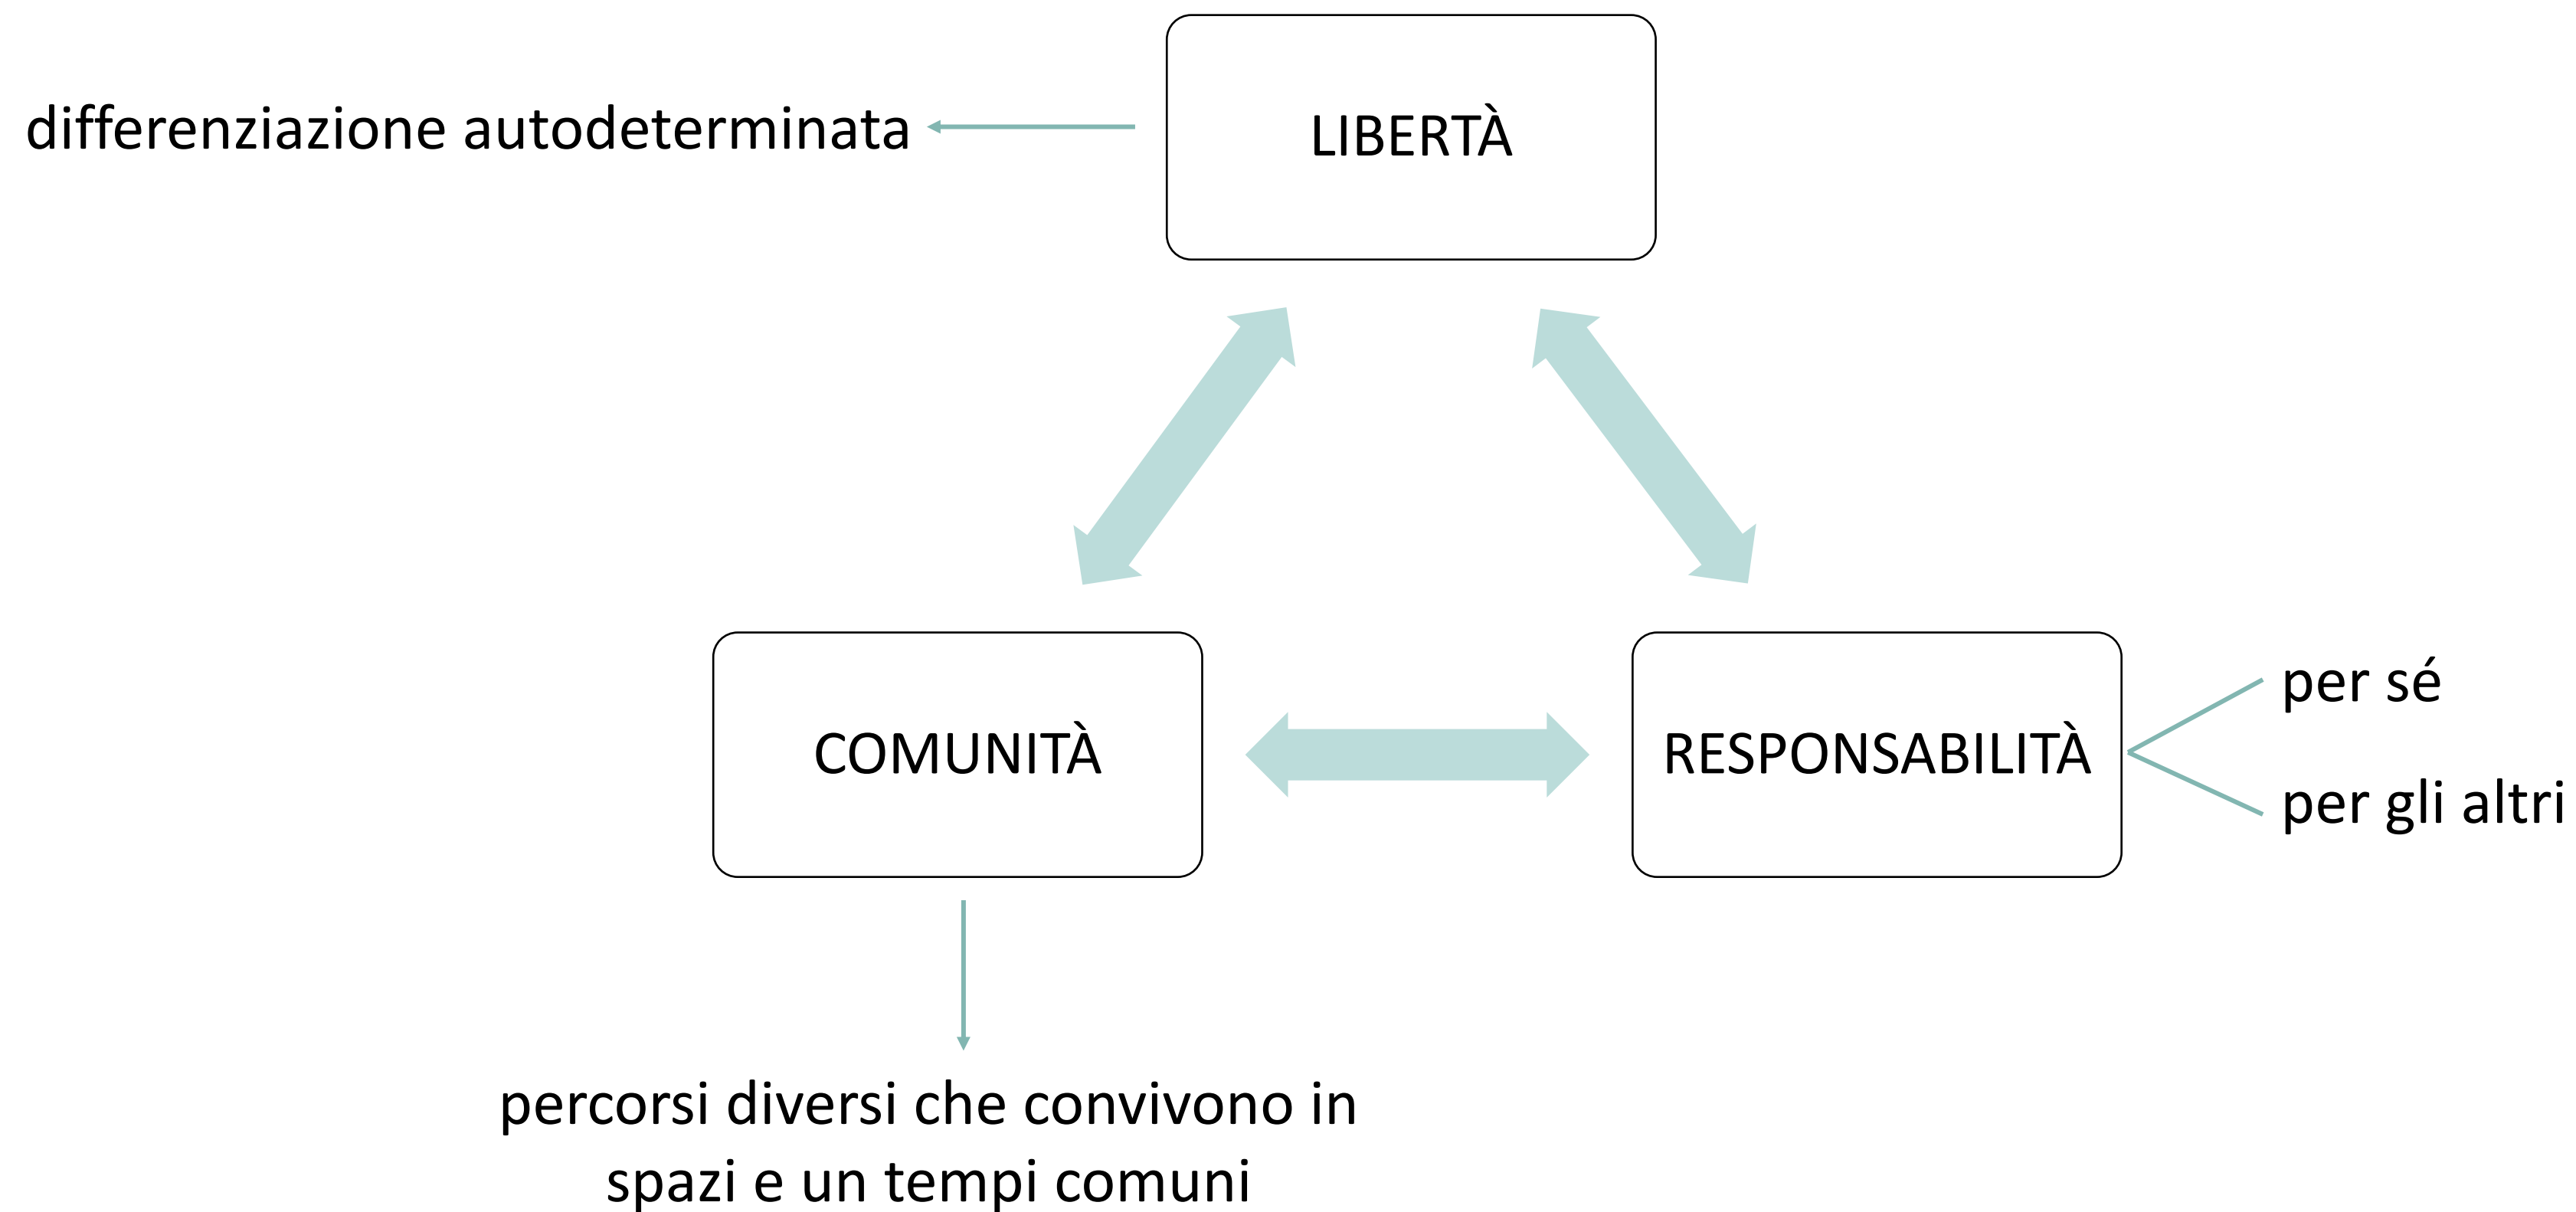 LIBERTÀ
differenziazione autodeterminata
COMUNITÀ
RESPONSABILITÀ
per sé
per gli altri
percorsi diversi che convivono in
spazi e un tempi comuni